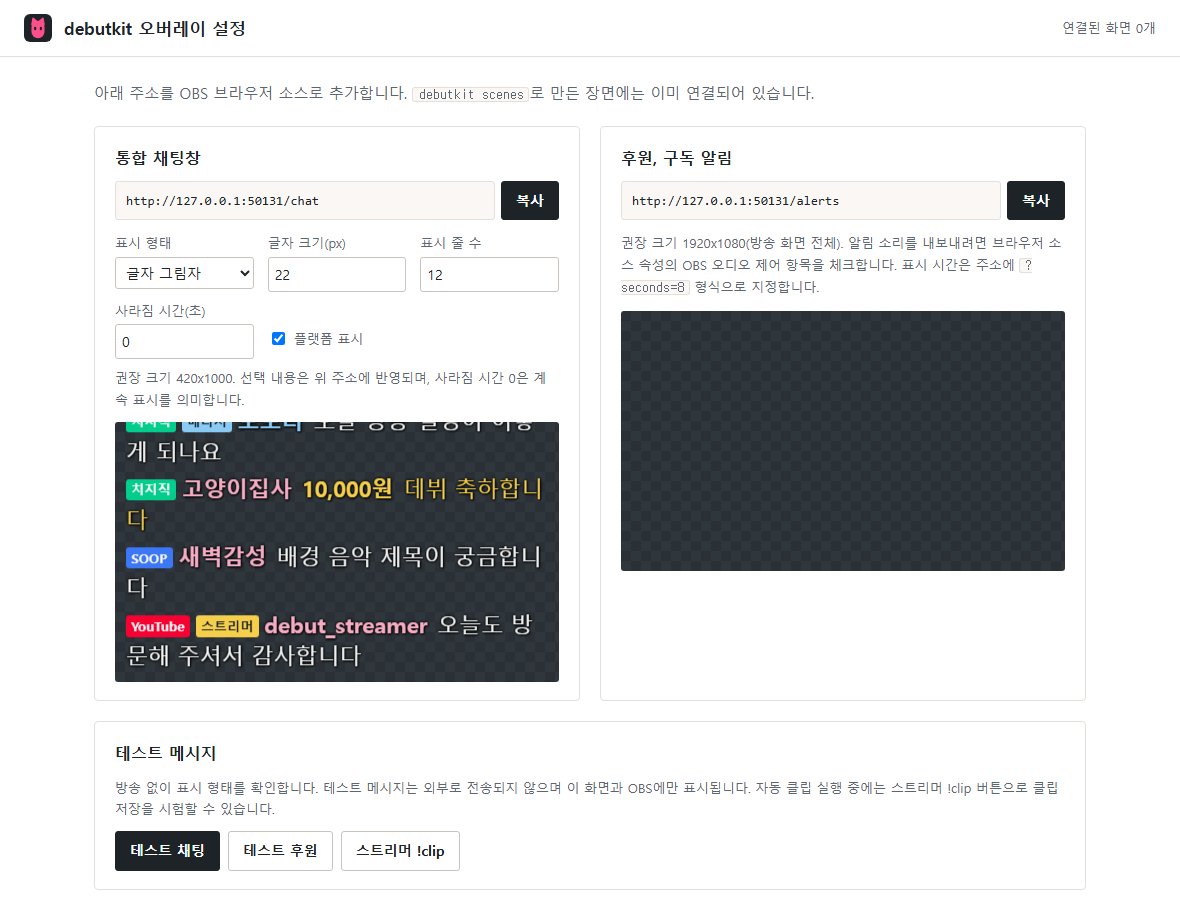 debutkit 오버레이 설정
연결된 화면 0개
아래 주소를 OBS 브라우저 소스로 추가합니다. debutkit scenes로 만든 장면에는 이미 연결되어 있습니다.
통합 채팅창
http://127.0.0.1:50131/chat
복사
표시 형태
글자 크기(px)
표시 줄 수
글자 그림자
22
12
사라짐 시간(초)
0
플랫폼 표시
권장 크기 420x1000. 선택 내용은 위 주소에 반영되며, 사라짐 시간 0은 계
속 표시를 의미합니다.
게 되나요
치지직 고양이집사 10,000원 데뷔 축하합니
다
SOOP 새벽감성 배경 음악 제목이 궁금합니
다
YouTube 스트리머 debut_streamer 오늘도 방
문해 주셔서 감사합니다
후원, 구독 알림
http://127.0.0.1:50131/alerts
복사
권장 크기 1920x1080(방송 화면 전체). 알림 소리를 내보내려면 브라우저 소
스 속성의 OBS 오디오 제어 항목을 체크합니다. 표시 시간은 주소에 ?
seconds=8 형식으로 지정합니다.
테스트 메시지
방송 없이 표시 형태를 확인합니다. 테스트 메시지는 외부로 전송되지 않으며 이 화면과 OBS에만 표시됩니다. 자동 클립 실행 중에는 스트리머 !clip 버튼으로 클립
저장을 시험할 수 있습니다.
테스트 채팅
테스트 후원
스트리머 !clip